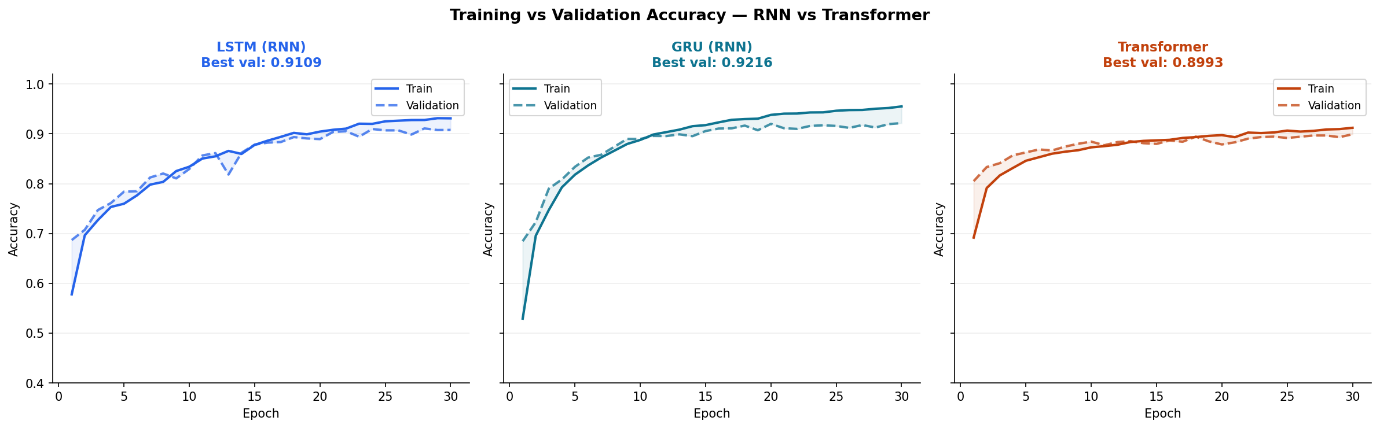 Training vs Validation Accuracy — RNN vs Transformer
LSTM (RNN)
Best val: 0.9109
Train
Validation
1.0
0.9
0.8
0.7
0.6
0.5
0.4
Accuracy
0 5 10 15 20 25 30
Epoch
GRU (RNN)
Best val: 0.9216
Train
Validation
Accuracy
0 5 10 15 20 25 30
Epoch
Transformer
Best val: 0.8993
Train
Validation
Accuracy
0 5 10 15 20 25 30
Epoch